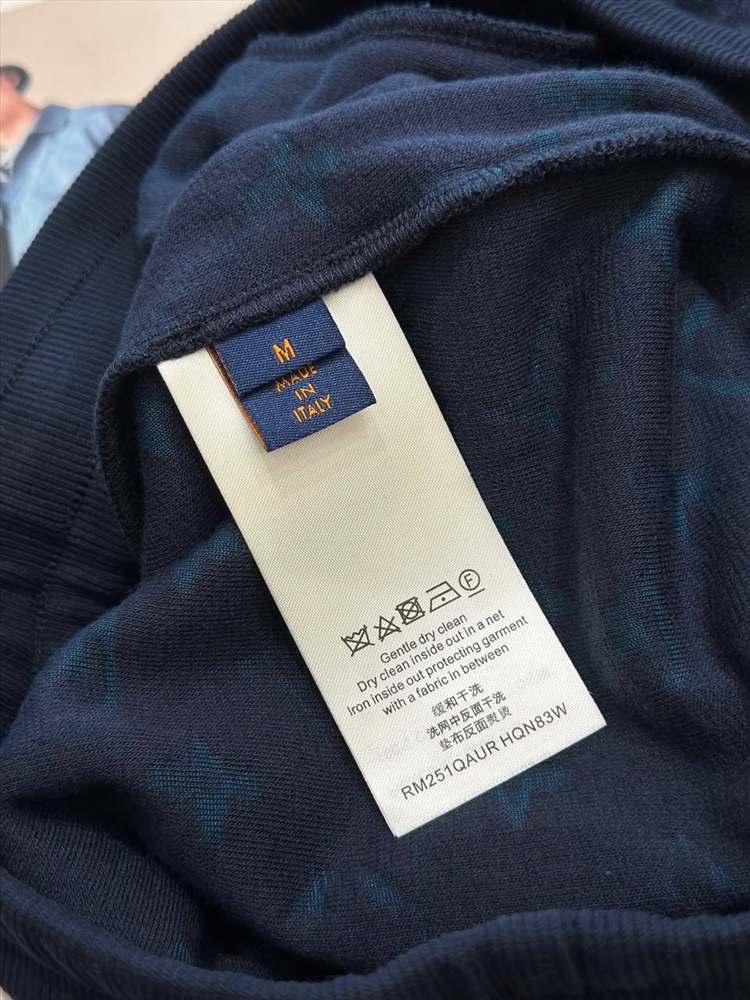 M
MADE
IN
ITALY
Gentle dry clean
Dry clean inside out in a net
Iron inside out protecting garment
with a fabric in between
缓和干洗
洗网中反面干洗
垫布反面熨烫
RM251QAUR HQN83W